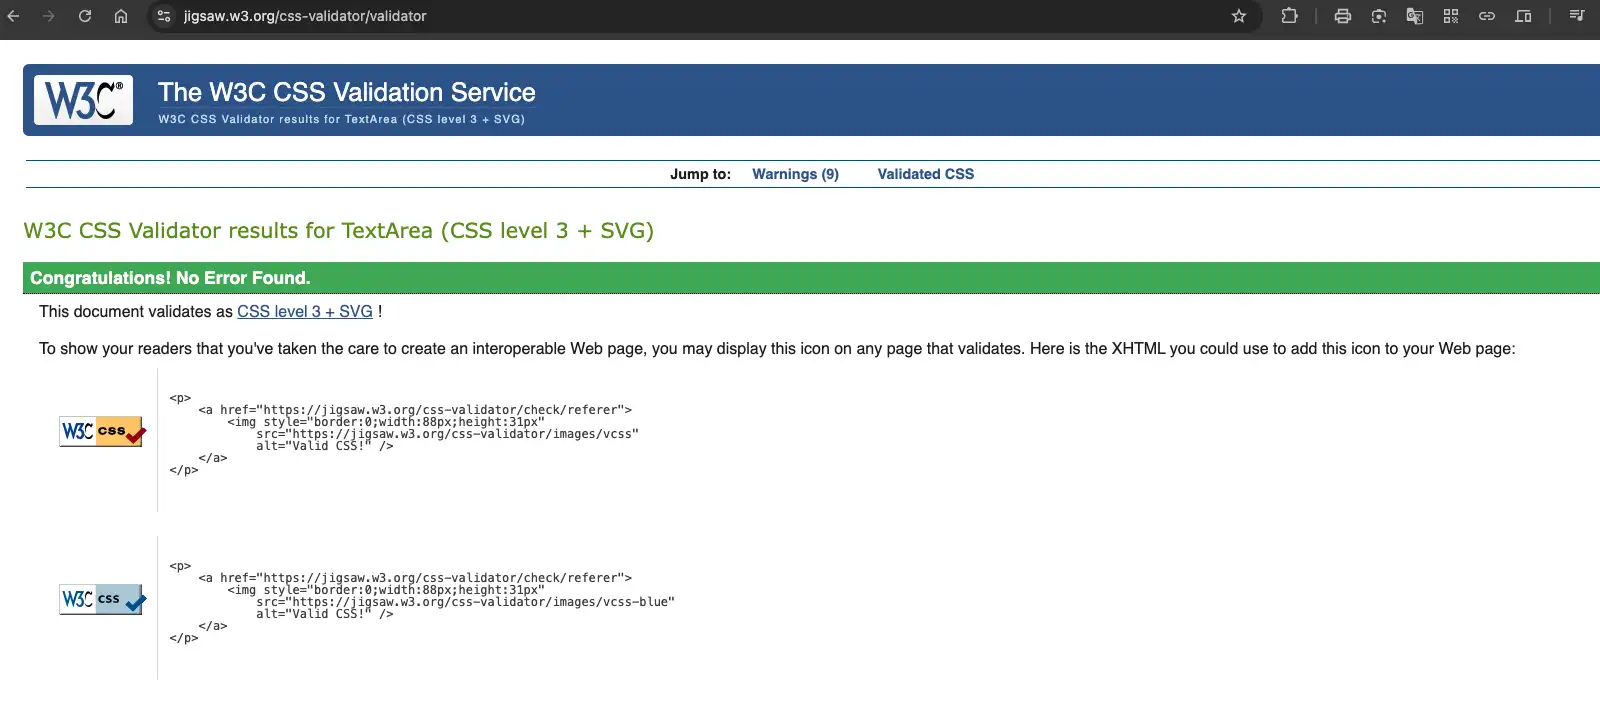 jigsaw.w3.org/css-validator/validator
W3C®
The W3C CSS Validation Service
W3C CSS Validator results for TextArea (CSS level 3 + SVG)
Jump to: Warnings (9) Validated CSS
W3C CSS Validator results for TextArea (CSS level 3 + SVG)
Congratulations! No Error Found.
This document validates as CSS level 3 + SVG !
To show your readers that you've taken the care to create an interoperable Web page, you may display this icon on any page that validates. Here is the XHTML you could use to add this icon to your Web page:
W3C css
<p>
    <a href="https://jigsaw.w3.org/css-validator/check/referer">
        <img style="border:0;width:88px;height:31px"
            src="https://jigsaw.w3.org/css-validator/images/vcss"
            alt="Valid CSS!" />
    </a>
</p>
W3C css
<p>
    <a href="https://jigsaw.w3.org/css-validator/check/referer">
        <img style="border:0;width:88px;height:31px"
            src="https://jigsaw.w3.org/css-validator/images/vcss-blue"
            alt="Valid CSS!" />
    </a>
</p>